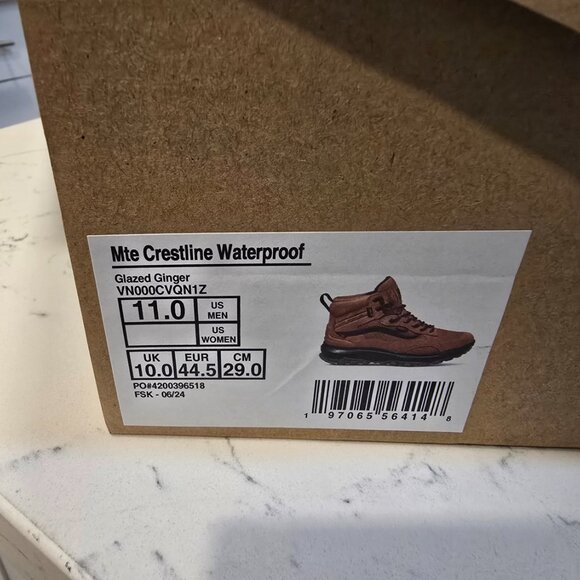 Mte Crestline Waterproof
Glazed Ginger
VN000CVQN1Z
11.0 US MEN
US WOMEN
UK EUR CM
10.0 44.5 29.0
PO#4200396518
FSK - 06/24
1 97065 56414 8